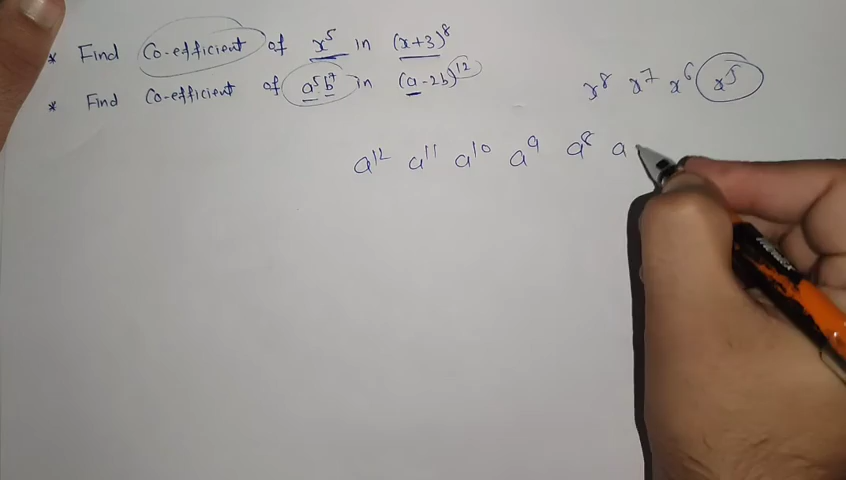 * Find Co-efficient of x⁵ in (x+3)⁸
* Find Co-efficient of a⁵b⁷ in (a-2b)¹²
x⁸ x⁷ x⁶ x⁵
a¹² a¹¹ a¹⁰ a⁹ a⁸ a